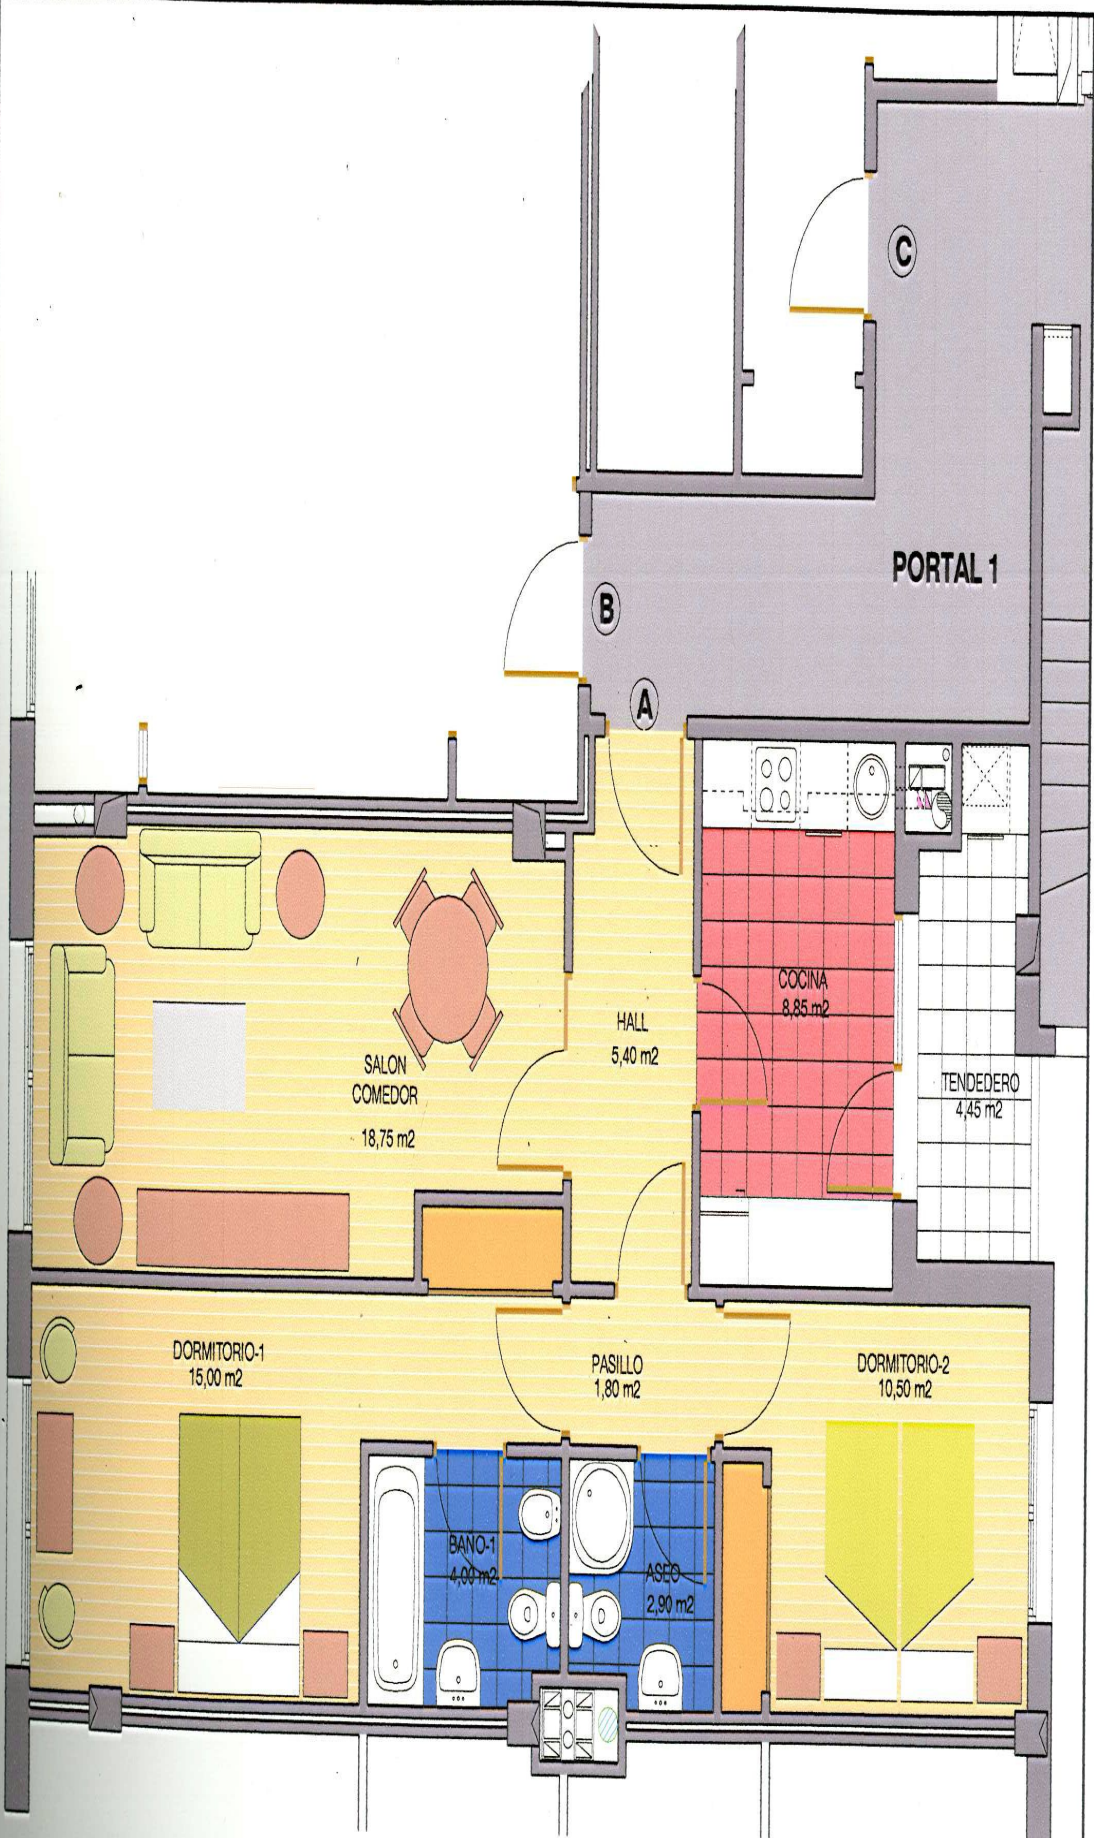 C
PORTAL 1
B
A
COCINA
8,85 m2
HALL
5,40 m2
SALON
COMEDOR
18,75 m2
TENDEDERO
4,45 m2
DORMITORIO-1
15,00 m2
PASILLO
1,80 m2
DORMITORIO-2
10,50 m2
BAÑO-1
4,00 m2
ASEO
2,90 m2